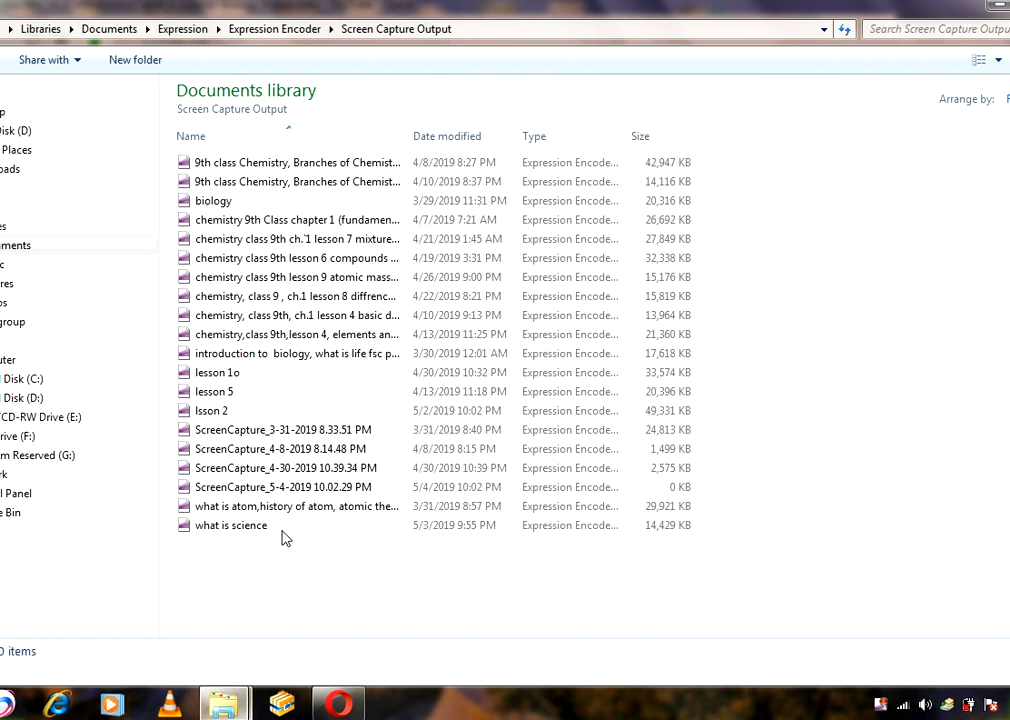 Libraries ▸ Documents ▸ Expression ▸ Expression Encoder ▸ Screen Capture Output
Search Screen Capture Outpu
Share with
New folder
Documents library
Screen Capture Output
Arrange by:
Name Date modified Type Size
9th class Chemistry, Branches of Chemist... 4/8/2019 8:27 PM Expression Encode... 42,947 KB
9th class Chemistry, Branches of Chemist... 4/10/2019 8:37 PM Expression Encode... 14,116 KB
biology 3/29/2019 11:31 PM Expression Encode... 20,316 KB
chemistry 9th Class chapter 1 (fundamen... 4/7/2019 7:21 AM Expression Encode... 26,692 KB
chemistry class 9th ch.`1 lesson 7 mixture... 4/21/2019 1:45 AM Expression Encode... 27,849 KB
chemistry class 9th lesson 6 compounds ... 4/19/2019 3:31 PM Expression Encode... 32,338 KB
chemistry class 9th lesson 9 atomic mass... 4/26/2019 9:00 PM Expression Encode... 15,176 KB
chemistry, class 9 , ch.1 lesson 8 diffrenc... 4/22/2019 8:21 PM Expression Encode... 15,819 KB
chemistry, class 9th, ch.1 lesson 4 basic d... 4/10/2019 9:13 PM Expression Encode... 13,964 KB
chemistry,class 9th,lesson 4, elements an... 4/13/2019 11:25 PM Expression Encode... 21,360 KB
introduction to biology, what is life fsc p... 3/30/2019 12:01 AM Expression Encode... 17,618 KB
lesson 1o 4/30/2019 10:32 PM Expression Encode... 33,574 KB
lesson 5 4/13/2019 11:18 PM Expression Encode... 20,396 KB
lsson 2 5/2/2019 10:02 PM Expression Encode... 49,331 KB
ScreenCapture_3-31-2019 8.33.51 PM 3/31/2019 8:40 PM Expression Encode... 24,813 KB
ScreenCapture_4-8-2019 8.14.48 PM 4/8/2019 8:15 PM Expression Encode... 1,499 KB
ScreenCapture_4-30-2019 10.39.34 PM 4/30/2019 10:39 PM Expression Encode... 2,575 KB
ScreenCapture_5-4-2019 10.02.29 PM 5/4/2019 10:02 PM Expression Encode... 0 KB
what is atom,history of atom, atomic the... 3/31/2019 8:57 PM Expression Encode... 29,921 KB
what is science 5/3/2019 9:55 PM Expression Encode... 14,429 KB
p
isk (D)
Places
oads
es
ments
c
res
os
group
uter
Disk (C:)
Disk (D:)
/CD-RW Drive (E:)
rive (F:)
m Reserved (G:)
rk
l Panel
e Bin
0 items